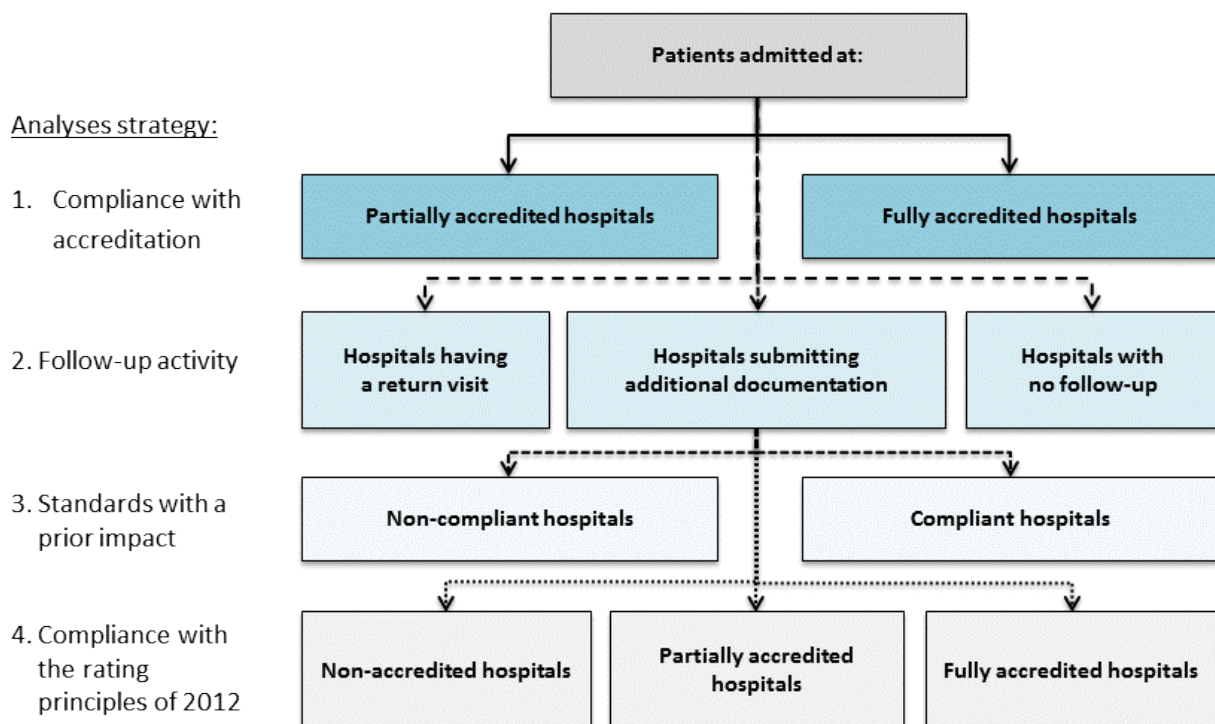 Patients admitted at:
Analyses strategy:
1. Compliance with
accreditation
Partially accredited hospitals
Fully accredited hospitals
2. Follow-up activity
Hospitals having
a return visit
Hospitals submitting
additional documentation
Hospitals with
no follow-up
3. Standards with a
prior impact
Non-compliant hospitals
Compliant hospitals
4. Compliance with
the rating
principles of 2012
Non-accredited hospitals
Partially accredited
hospitals
Fully accredited hospitals